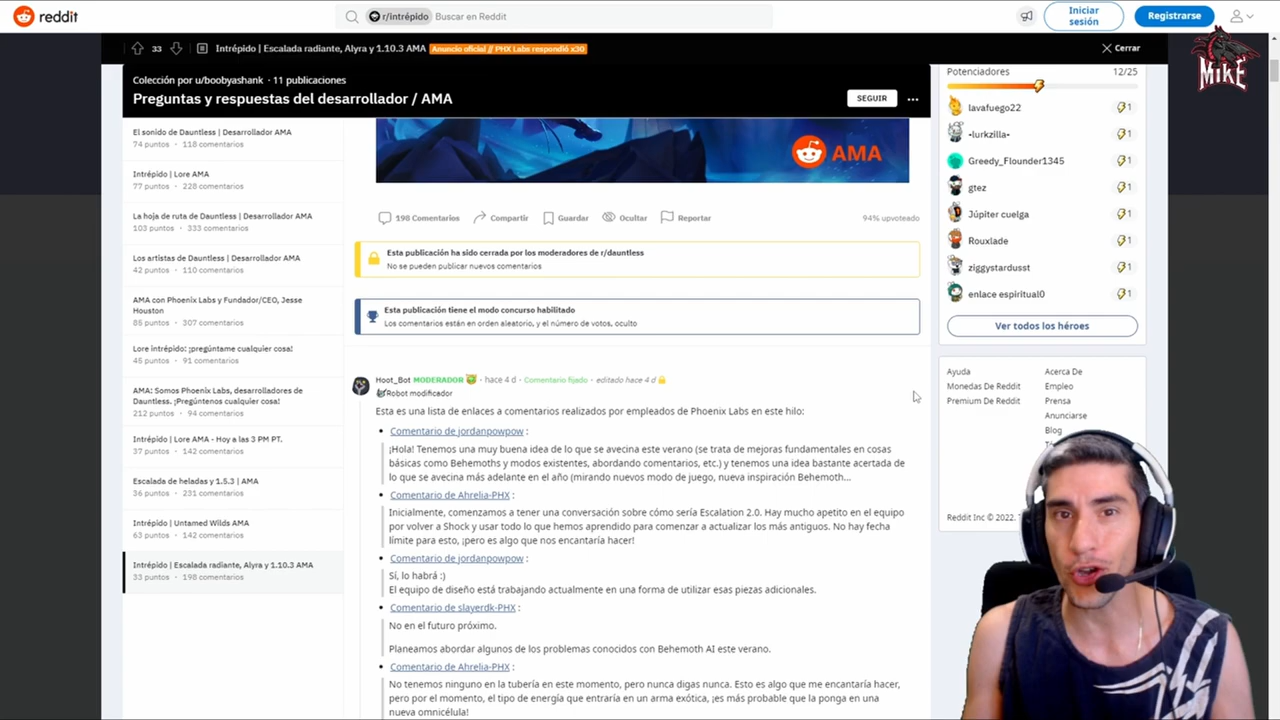 reddit
r/intrépido
Buscar en Reddit
Iniciar sesión
Registrarse
MIKE
33
Intrépido | Escalada radiante, Alyra y 1.10.3 AMA
Anuncio oficial // PHX Labs respondió x30
Cerrar
Colección por u/boobyashank · 11 publicaciones
Preguntas y respuestas del desarrollador / AMA
SEGUIR
El sonido de Dauntless | Desarrollador AMA
74 puntos · 118 comentarios
Intrépido | Lore AMA
77 puntos · 228 comentarios
La hoja de ruta de Dauntless | Desarrollador AMA
103 puntos · 333 comentarios
Los artistas de Dauntless | Desarrollador AMA
42 puntos · 110 comentarios
AMA con Phoenix Labs y Fundador/CEO, Jesse
Houston
85 puntos · 307 comentarios
Lore intrépido: ¡pregúntame cualquier cosa!
45 puntos · 91 comentarios
AMA: Somos Phoenix Labs, desarrolladores de
Dauntless. ¡Pregúntenos cualquier cosa!
212 puntos · 94 comentarios
Intrépido | Lore AMA - Hoy a las 3 PM PT.
37 puntos · 142 comentarios
Escalada de heladas y 1.5.3 | AMA
36 puntos · 231 comentarios
Intrépido | Untamed Wilds AMA
63 puntos · 142 comentarios
Intrépido | Escalada radiante, Alyra y 1.10.3 AMA
33 puntos · 198 comentarios
AMA
198 Comentarios
Compartir
Guardar
Ocultar
Reportar
94% upvoteado
Esta publicación ha sido cerrada por los moderadores de r/dauntless
No se pueden publicar nuevos comentarios
Esta publicación tiene el modo concurso habilitado
Los comentarios están en orden aleatorio, y el número de votos, oculto
Hoot_Bot MODERADOR · hace 4 d · Comentario fijado · editado hace 4 d
Robot modificador
Esta es una lista de enlaces a comentarios realizados por empleados de Phoenix Labs en este hilo:
• Comentario de jordanpowpow :
¡Hola! Tenemos una muy buena idea de lo que se avecina este verano (se trata de mejoras fundamentales en cosas
básicas como Behemoths y modos existentes, abordando comentarios, etc.) y tenemos una idea bastante acertada de
lo que se avecina más adelante en el año (mirando nuevos modo de juego, nueva inspiración Behemoth...
• Comentario de Ahrelia-PHX :
Inicialmente, comenzamos a tener una conversación sobre cómo sería Escalation 2.0. Hay mucho apetito en el equipo
por volver a Shock y usar todo lo que hemos aprendido para comenzar a actualizar los más antiguos. No hay fecha
límite para esto, ¡pero es algo que nos encantaría hacer!
• Comentario de jordanpowpow :
Sí, lo habrá :)
El equipo de diseño está trabajando actualmente en una forma de utilizar esas piezas adicionales.
• Comentario de slayerdk-PHX :
No en el futuro próximo.
Planeamos abordar algunos de los problemas conocidos con Behemoth AI este verano.
• Comentario de Ahrelia-PHX :
No tenemos ninguno en la tubería en este momento, pero nunca digas nunca. Esto es algo que me encantaría hacer,
pero por el momento, el tipo de energía que entraría en un arma exótica, ¡es más probable que la ponga en una
nueva omnicélula!
Potenciadores
12/25
lavafuego22
1
-lurkzilla-
1
Greedy_Flounder1345
1
gtez
1
Júpiter cuelga
1
Rouxlade
1
ziggystardusst
1
enlace espiritual0
1
Ver todos los héroes
Ayuda
Acerca De
Monedas De Reddit
Empleo
Premium De Reddit
Prensa
Anunciarse
Blog
Reddit Inc © 2022.